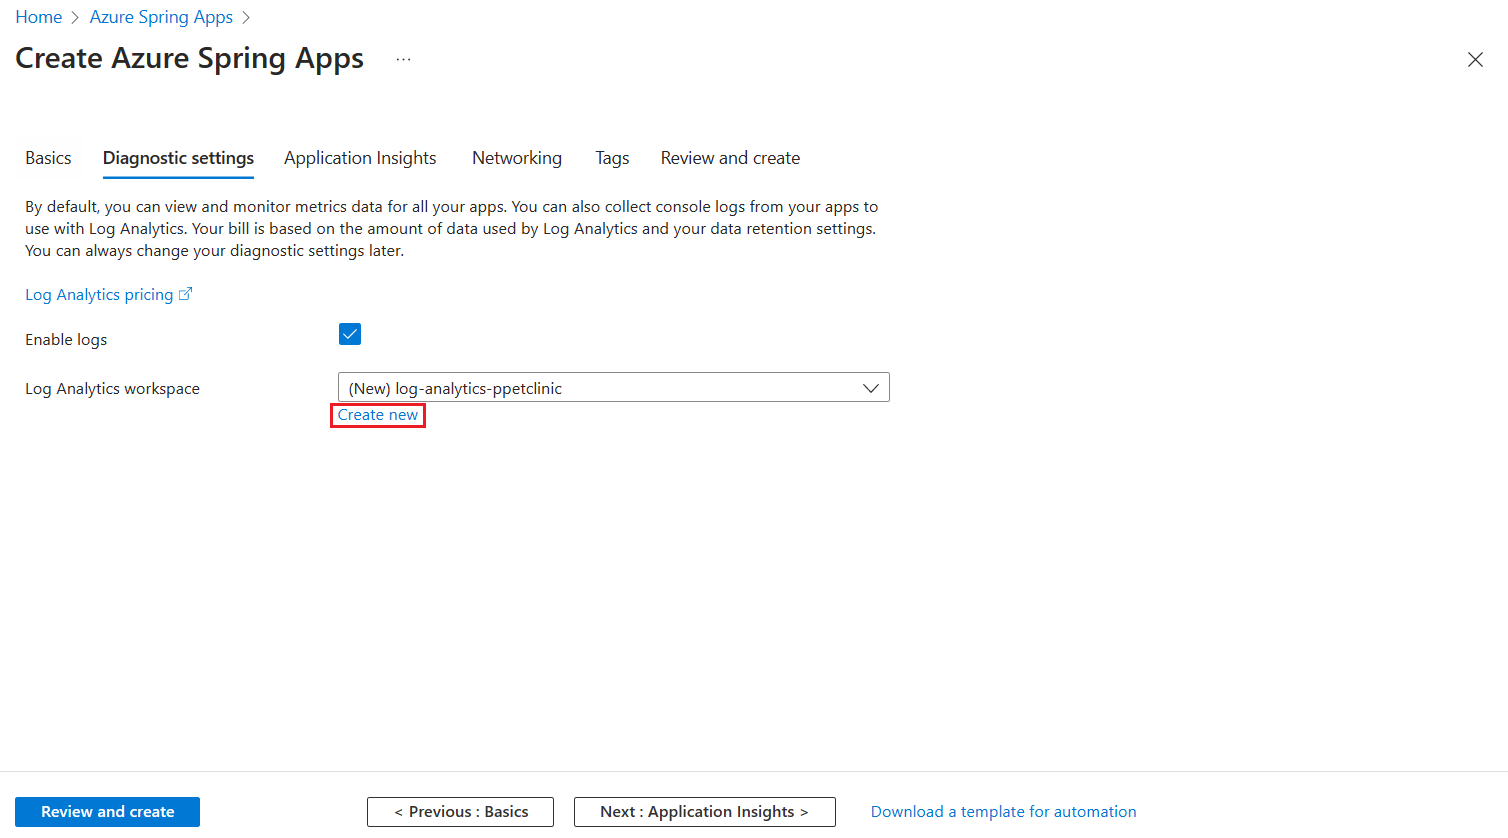 Home > Azure Spring Apps >
Create Azure Spring Apps ...
Basics Diagnostic settings Application Insights Networking Tags Review and create
By default, you can view and monitor metrics data for all your apps. You can also collect console logs from your apps to
use with Log Analytics. Your bill is based on the amount of data used by Log Analytics and your data retention settings.
You can always change your diagnostic settings later.
Log Analytics pricing
Enable logs
Log Analytics workspace (New) log-analytics-ppetclinic
Create new
Review and create < Previous : Basics Next : Application Insights > Download a template for automation